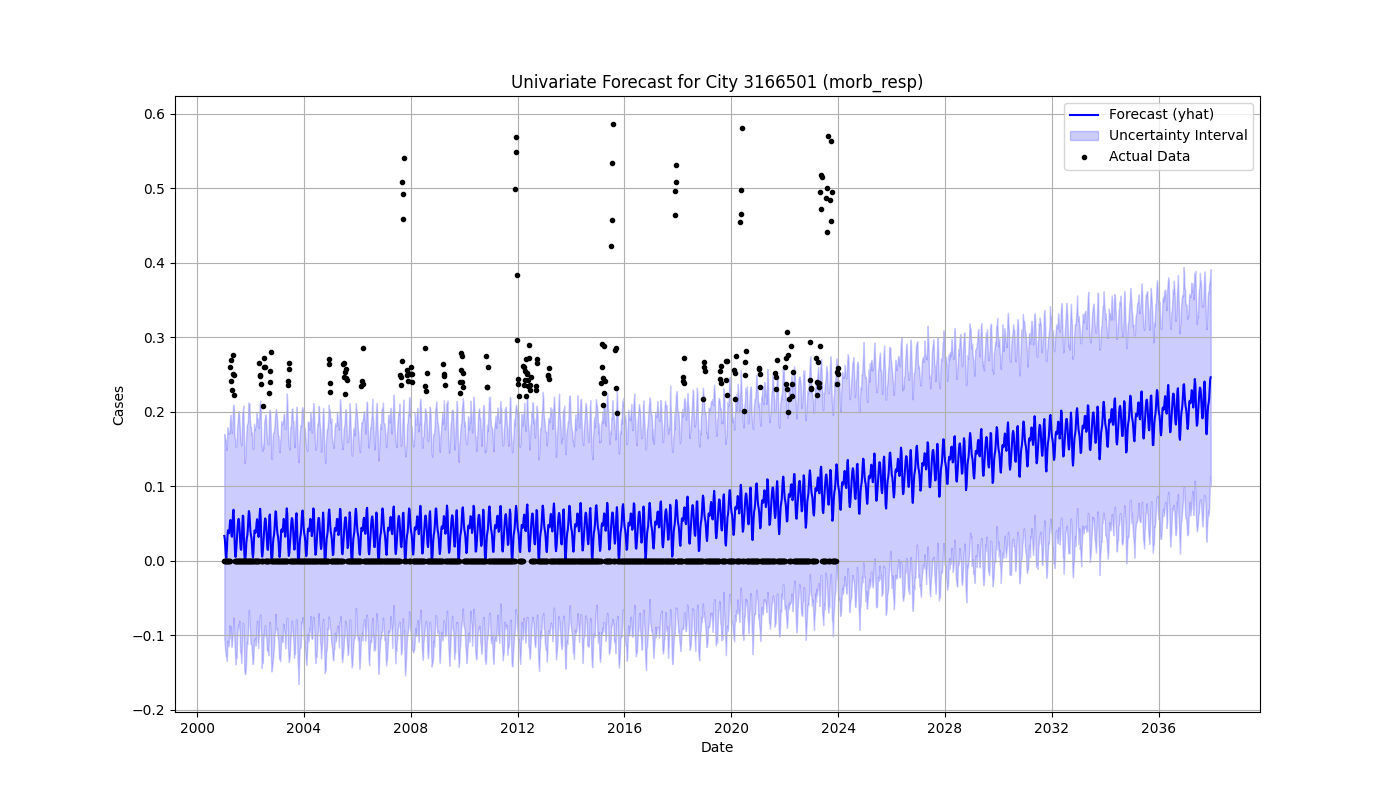 Univariate Forecast for City 3166501 (morb_resp)
Forecast (yhat)
Uncertainty Interval
Actual Data
Cases
0.6
0.5
0.4
0.3
0.2
0.1
0.0
−0.1
−0.2
2000 2004 2008 2012 2016 2020 2024 2028 2032 2036
Date